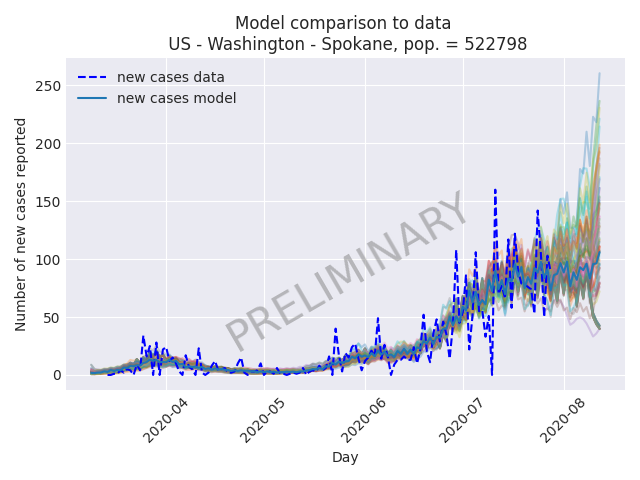 Model comparison to data
US - Washington - Spokane, pop. = 522798
new cases data
new cases model
Number of new cases reported
250
200
150
100
50
0
PRELIMINARY
2020-04
2020-05
2020-06
2020-07
2020-08
Day